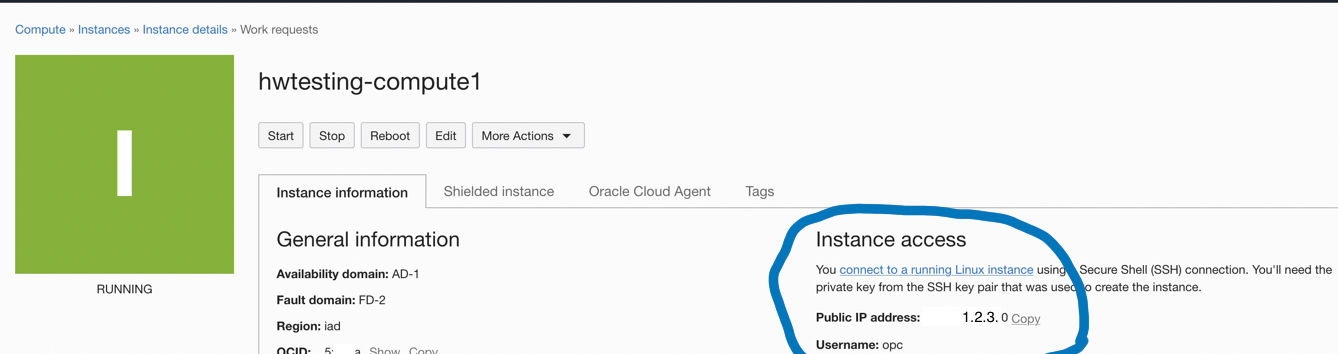 Compute » Instances » Instance details » Work requests
hwtesting-compute1
Start Stop Reboot Edit More Actions
Instance information Shielded instance Oracle Cloud Agent Tags
General information
Availability domain: AD-1
Fault domain: FD-2
Region: iad
OCID: 5: a Show Copy
RUNNING
Instance access
You connect to a running Linux instance using Secure Shell (SSH) connection. You'll need the
private key from the SSH key pair that was used to create the instance.
Public IP address: 1.2.3. 0 Copy
Username: opc